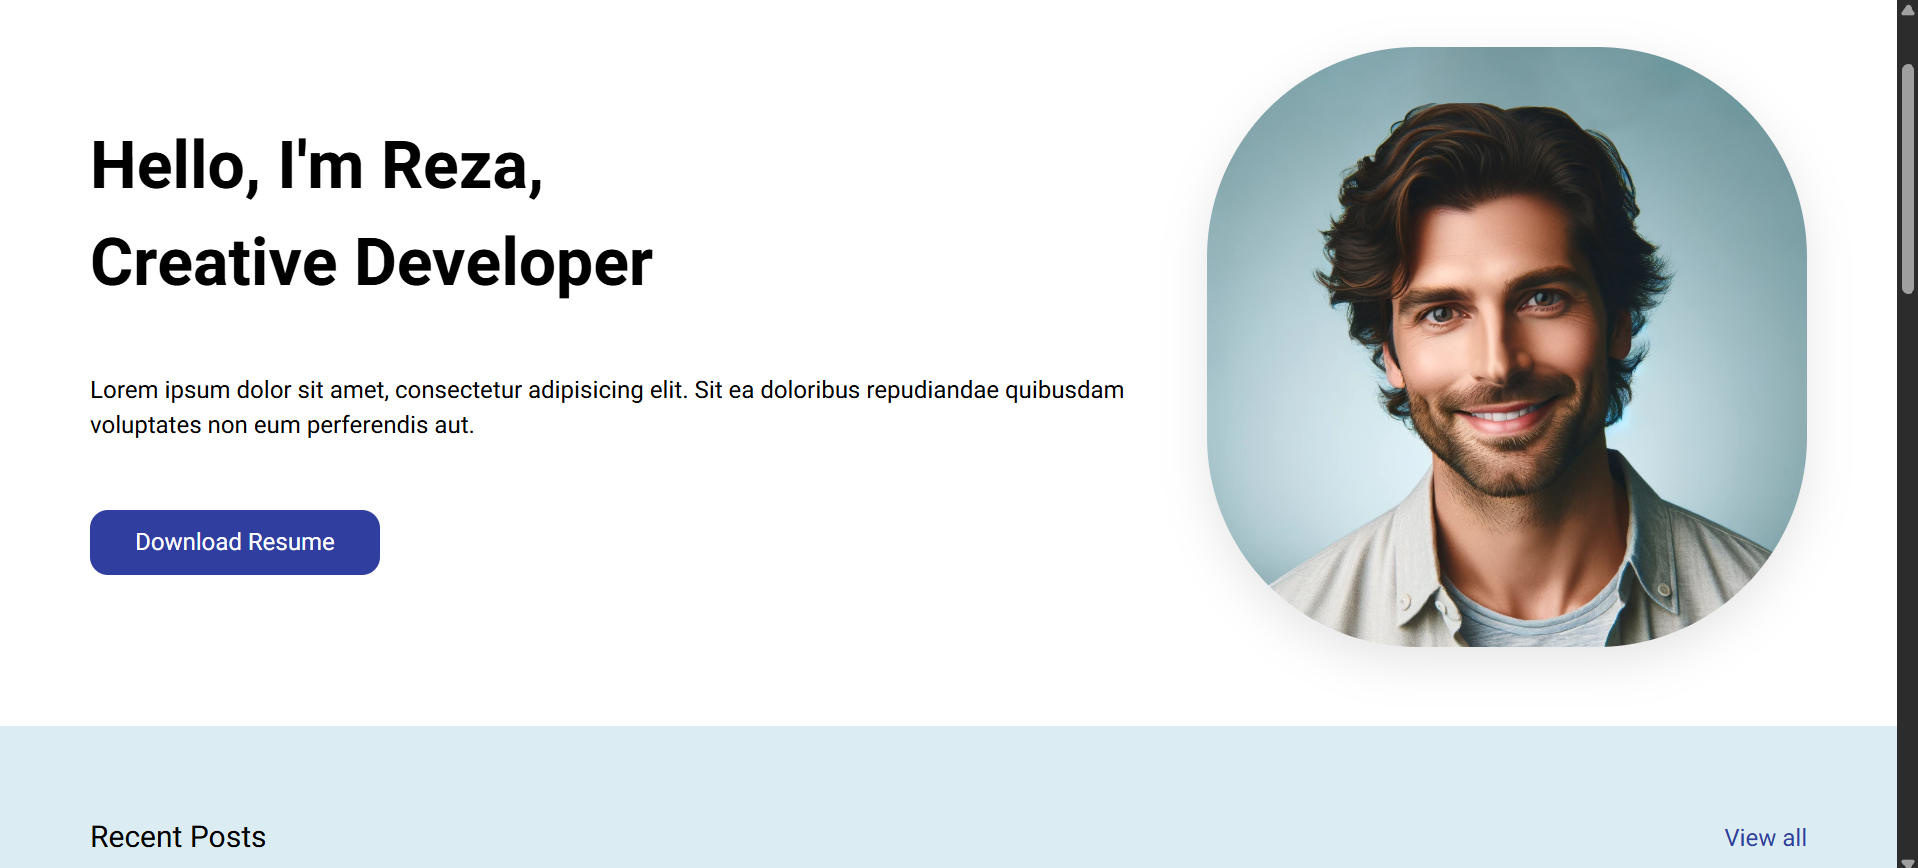 Hello, I'm Reza,
Creative Developer
Lorem ipsum dolor sit amet, consectetur adipisicing elit. Sit ea doloribus repudiandae quibusdam
voluptates non eum perferendis aut.
Download Resume
Recent Posts
View all